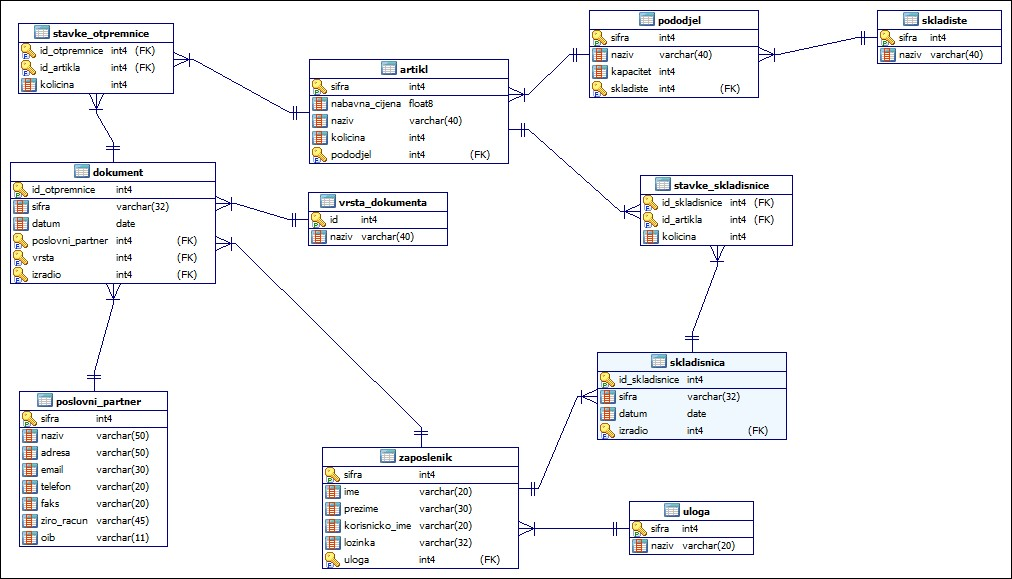 stavke_otpremnice
id_otpremnice int4 (FK)
id_artikla int4 (FK)
kolicina int4
artikl
sifra int4
nabavna_cijena float8
naziv varchar(40)
kolicina int4
pododjel int4 (FK)
pododjel
sifra int4
naziv varchar(40)
kapacitet int4
skladiste int4 (FK)
skladiste
sifra int4
naziv varchar(40)
dokument
id_otpremnice int4
sifra varchar(32)
datum date
poslovni_partner int4 (FK)
vrsta int4 (FK)
izradio int4 (FK)
vrsta_dokumenta
id int4
naziv varchar(40)
stavke_skladisnice
id_skladisnice int4 (FK)
id_artikla int4 (FK)
kolicina int4
skladisnica
id_skladisnice int4
sifra varchar(32)
datum date
izradio int4 (FK)
poslovni_partner
sifra int4
naziv varchar(50)
adresa varchar(50)
email varchar(30)
telefon varchar(20)
faks varchar(20)
ziro_racun varchar(45)
oib varchar(11)
zaposlenik
sifra int4
ime varchar(20)
prezime varchar(30)
korisnicko_ime varchar(20)
lozinka varchar(32)
uloga int4 (FK)
uloga
sifra int4
naziv varchar(20)